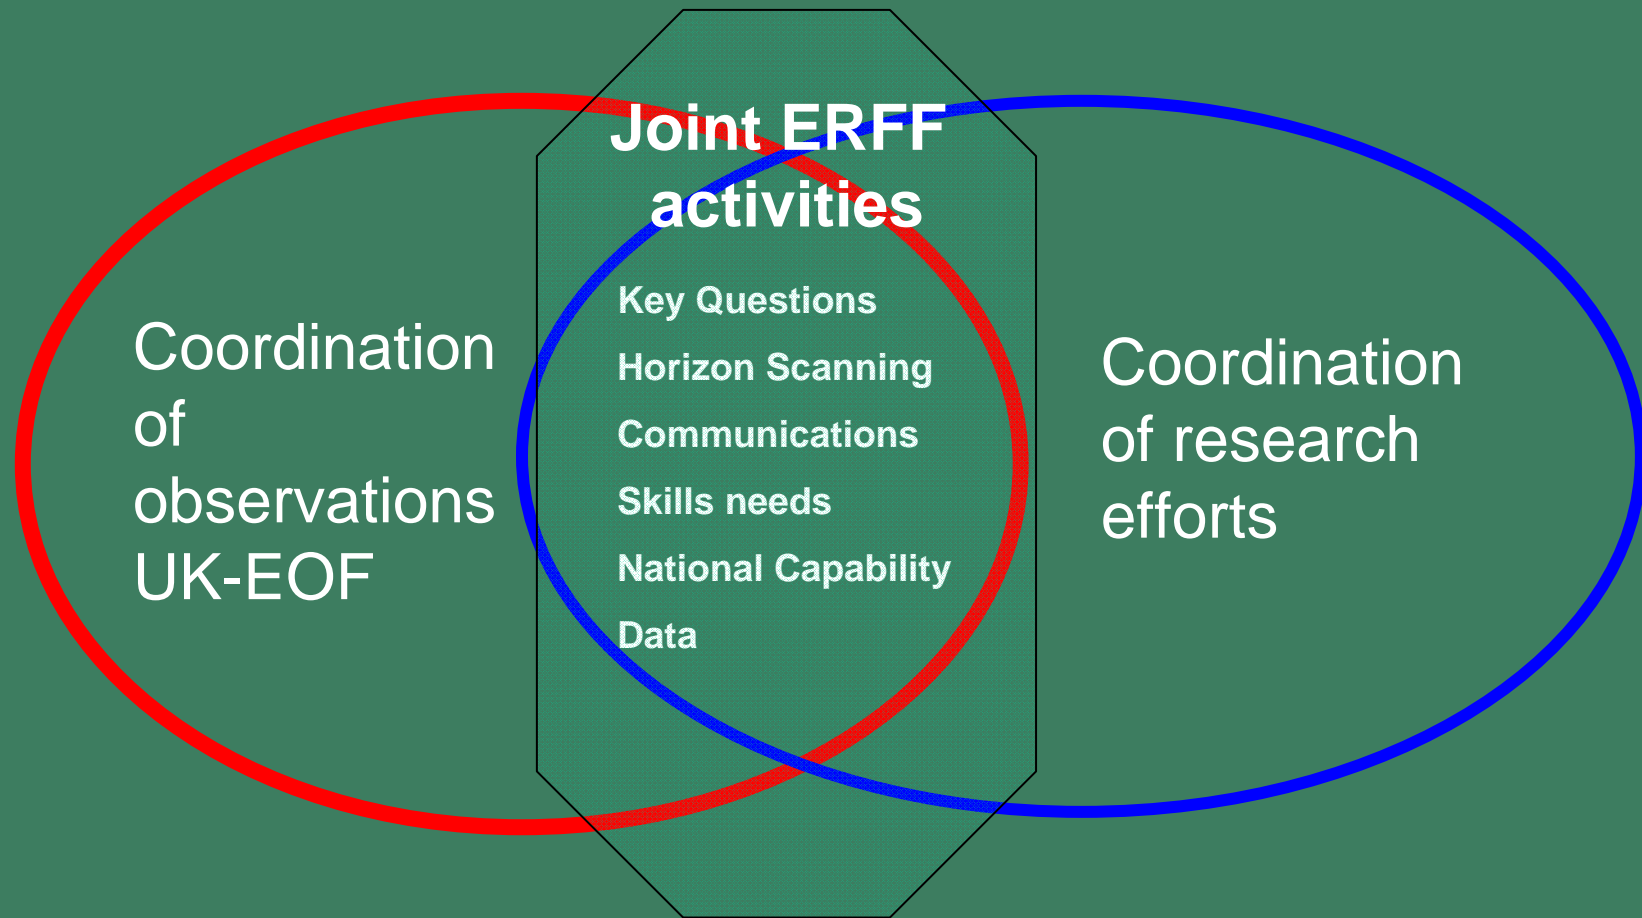 Joint ERFF
activities
Key Questions
Horizon Scanning
Communications
Skills needs
National Capability
Data
Coordination
of
observations
UK-EOF
Coordination
of research
efforts